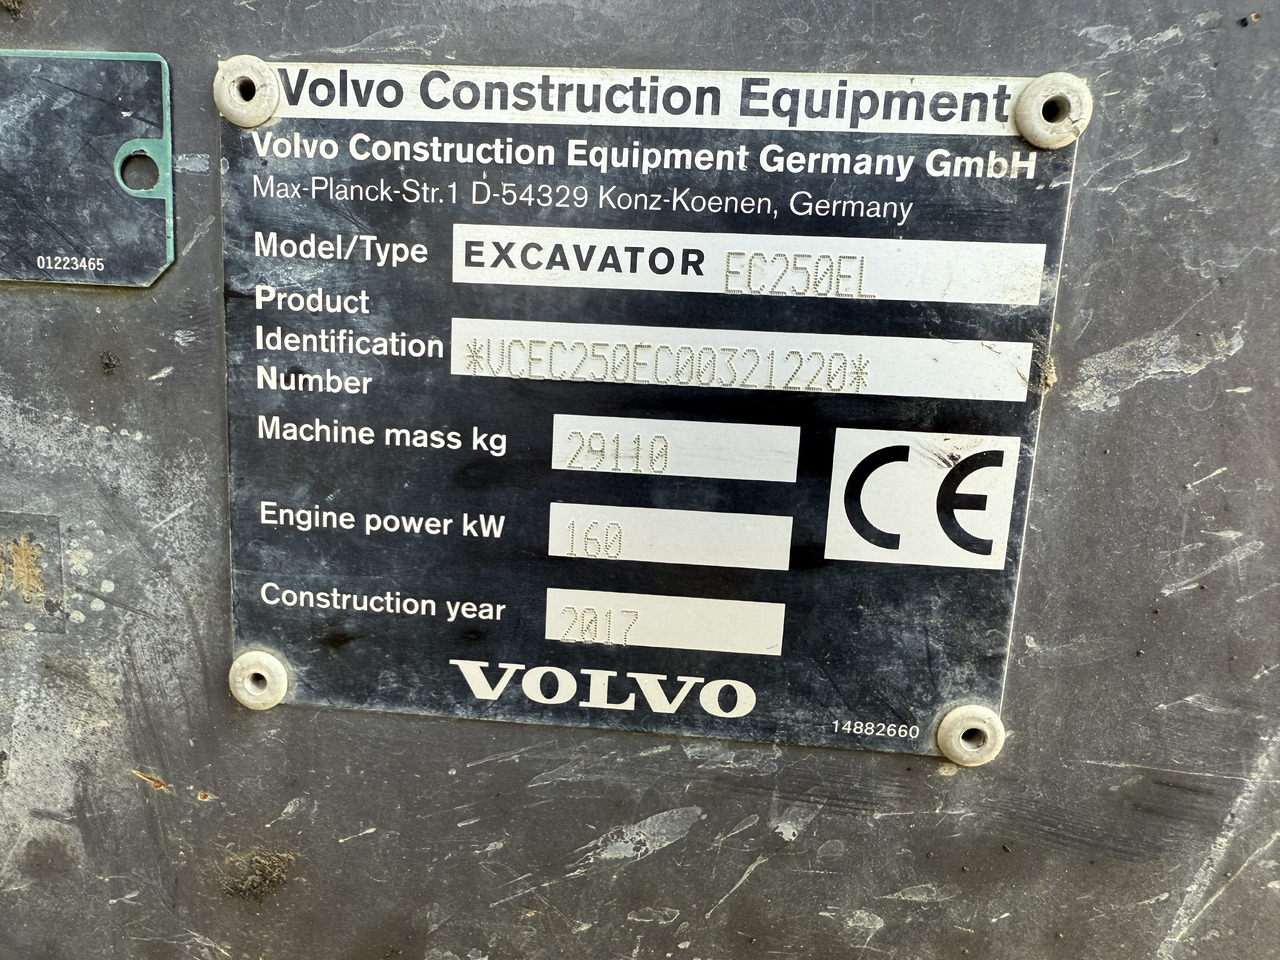 Volvo Construction Equipment
Volvo Construction Equipment Germany GmbH
Max-Planck-Str.1 D-54329 Konz-Koenen, Germany
Model/Type EXCAVATOR EC250EL
Product
Identification
Number *VCEC250EC00321220*
Machine mass kg 29110
CE
Engine power kW 160
Construction year 2017
VOLVO
14882660
01223465